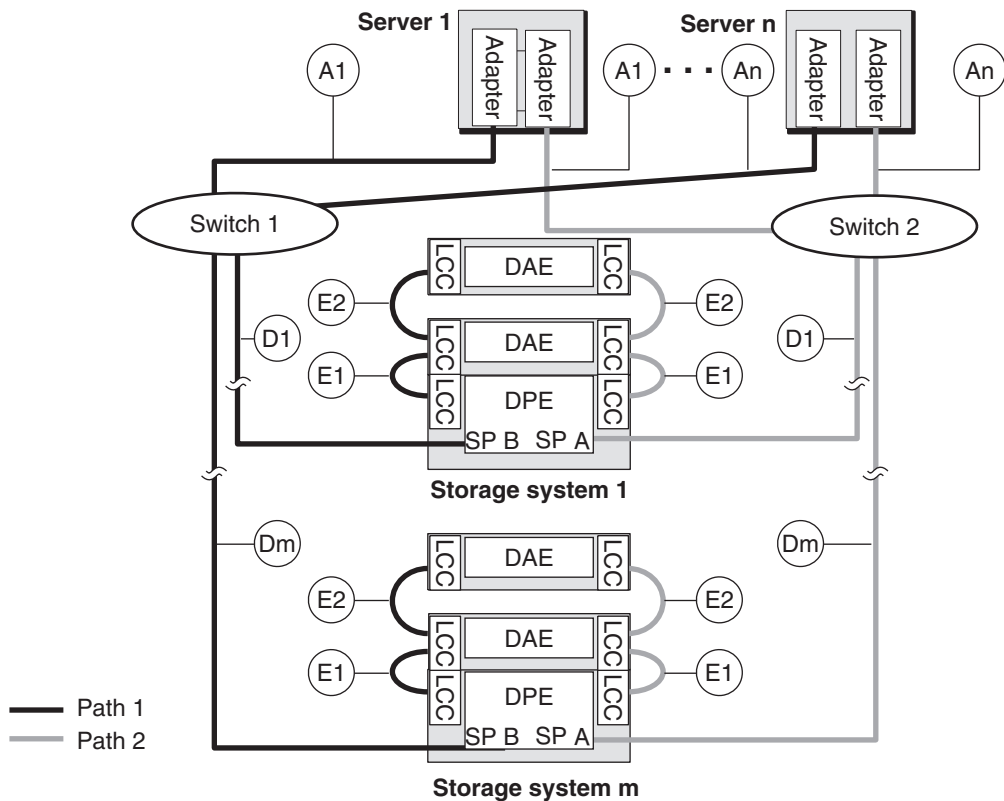 Server 1
Server n
Adapter
Adapter
Adapter
Adapter
A1
A1
· · ·
An
An
Switch 1
Switch 2
LCC
DAE
LCC
E2
E2
D1
D1
LCC
DAE
LCC
E1
E1
LCC
DPE
LCC
SP B
SP A
Storage system 1
Dm
Dm
LCC
DAE
LCC
E2
E2
LCC
DAE
LCC
E1
E1
LCC
DPE
LCC
SP B
SP A
Path 1
Path 2
Storage system m